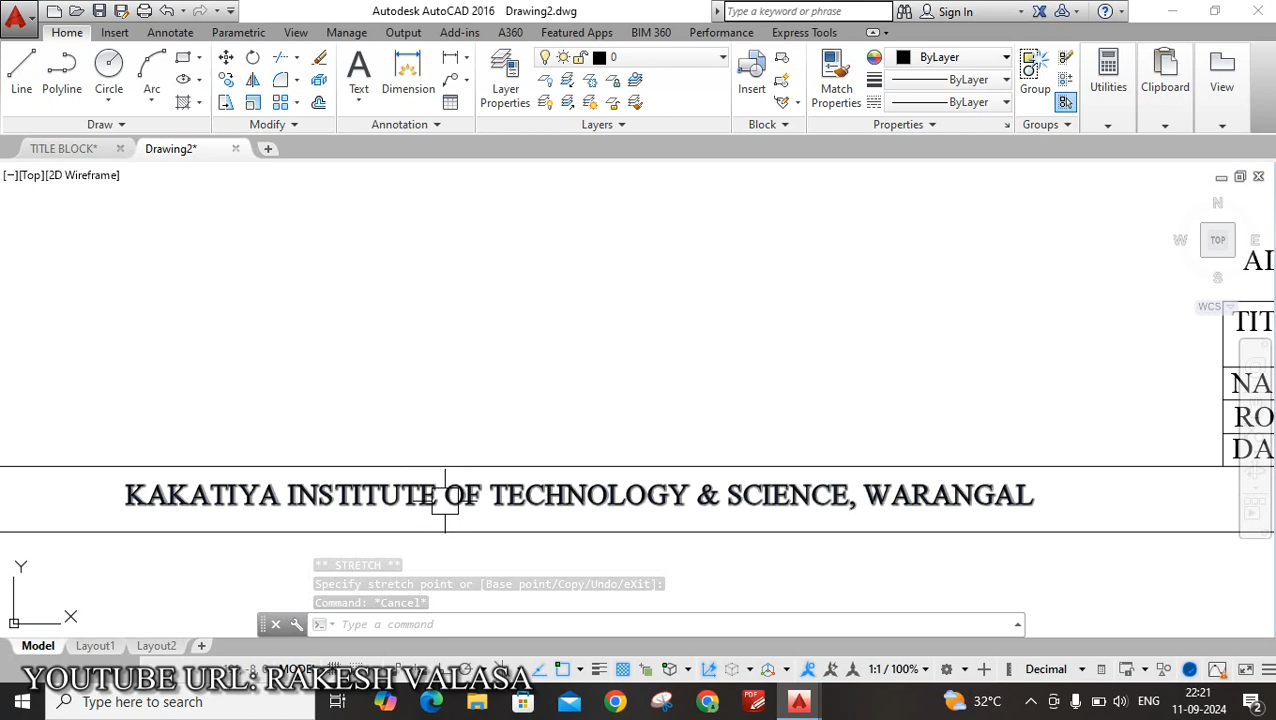 Autodesk AutoCAD 2016 Drawing2.dwg
Type a keyword or phrase
Sign In
Home Insert Annotate Parametric View Manage Output Add-ins A360 Featured Apps BIM 360 Performance Express Tools
0
ByLayer
ByLayer
ByLayer
Line Polyline Circle Arc Text Dimension Layer Properties Insert Match Properties Group Utilities Clipboard View
Draw Modify Annotation Layers Block Properties Groups
TITLE BLOCK* Drawing2*
[−][Top][2D Wireframe]
N
W TOP E
S
WCS
TIT
NA
RO
DA
KAKATIYA INSTITUTE OF TECHNOLOGY & SCIENCE, WARANGAL
** STRETCH **
Specify stretch point or [Base point/Copy/Undo/eXit]:
Command: *Cancel*
Type a command
Y
X
Model Layout1 Layout2
MODEL
1:1 / 100%
Decimal
YOUTUBE URL: RAKESH VALASA
Type here to search
32°C
ENG
22:21
11-09-2024